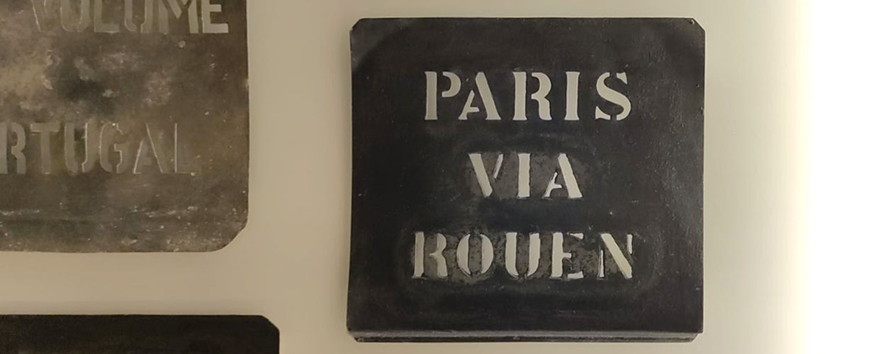 VOLUME
RTUGAL
PARIS
VIA
ROUEN